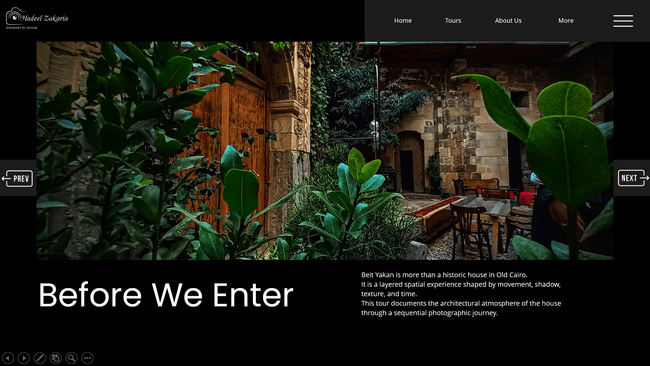 Hadeel Zakaria
Home
Tours
About Us
More
PREV
NEXT
Before We Enter
Beit Yakan is more than a historic house in Old Cairo.
It is a layered spatial experience shaped by movement, shadow,
texture, and time.
This tour documents the architectural atmosphere of the house
through a sequential photographic journey.